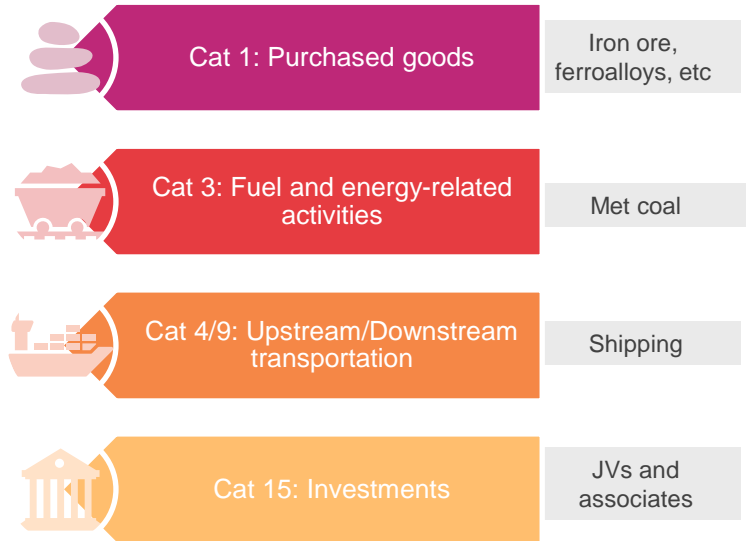 Cat 1: Purchased goods
Iron ore,
ferroalloys, etc
Cat 3: Fuel and energy-related
activities
Met coal
Cat 4/9: Upstream/Downstream
transportation
Shipping
Cat 15: Investments
JVs and
associates